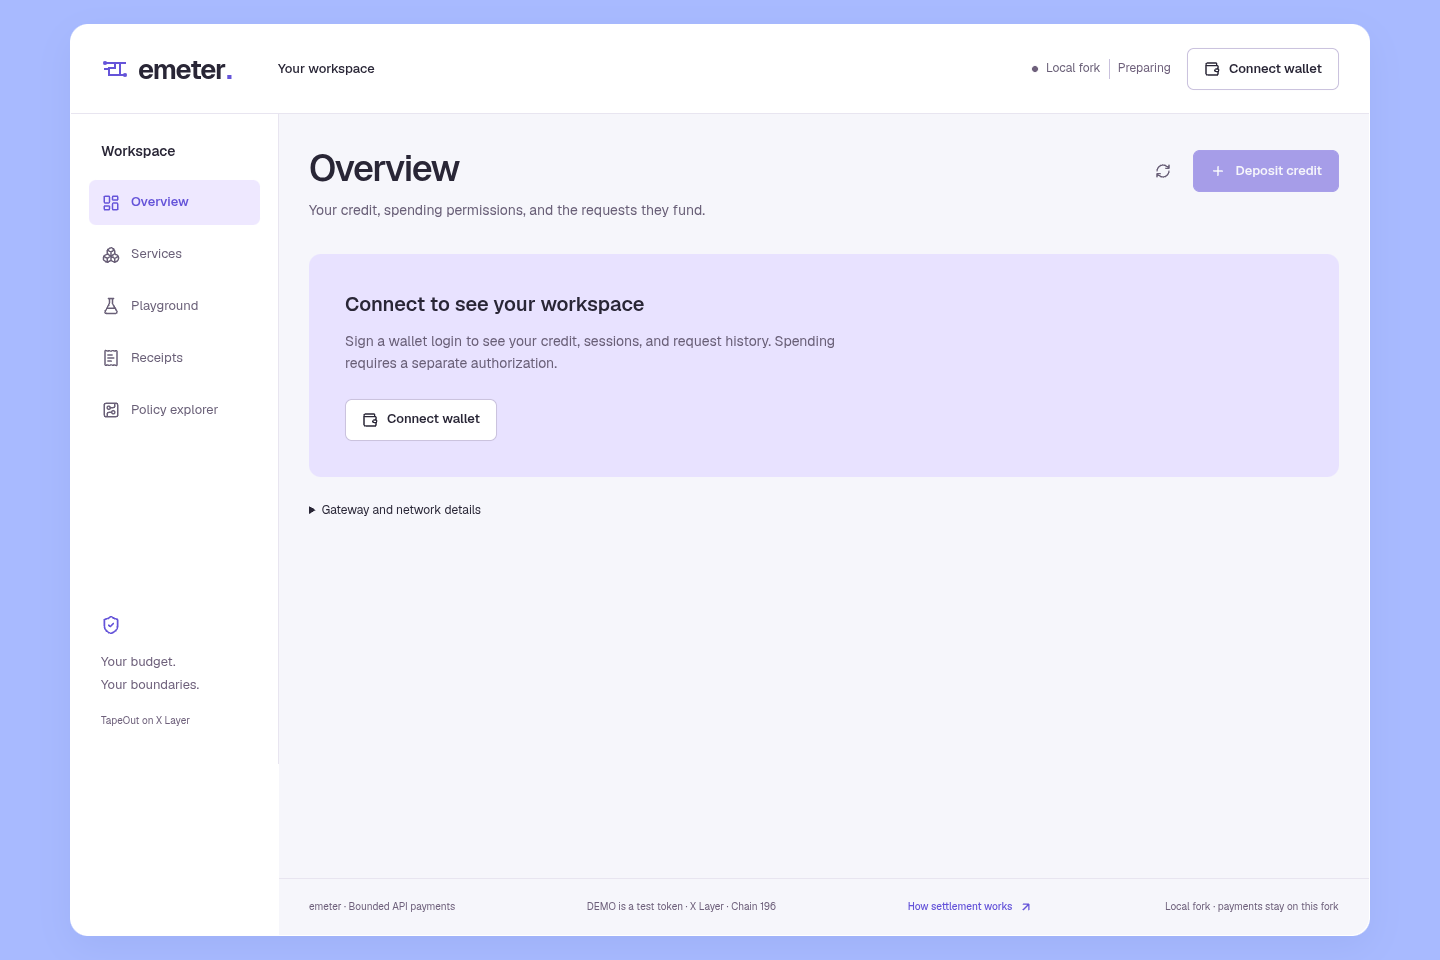 emeter.
Your workspace
Local fork
Preparing
Connect wallet
Workspace
Overview
Services
Playground
Receipts
Policy explorer
Your budget.
Your boundaries.
TapeOut on X Layer
Overview
Deposit credit
Your credit, spending permissions, and the requests they fund.
Connect to see your workspace
Sign a wallet login to see your credit, sessions, and request history. Spending
requires a separate authorization.
Connect wallet
Gateway and network details
emeter · Bounded API payments
DEMO is a test token · X Layer · Chain 196
How settlement works
Local fork · payments stay on this fork